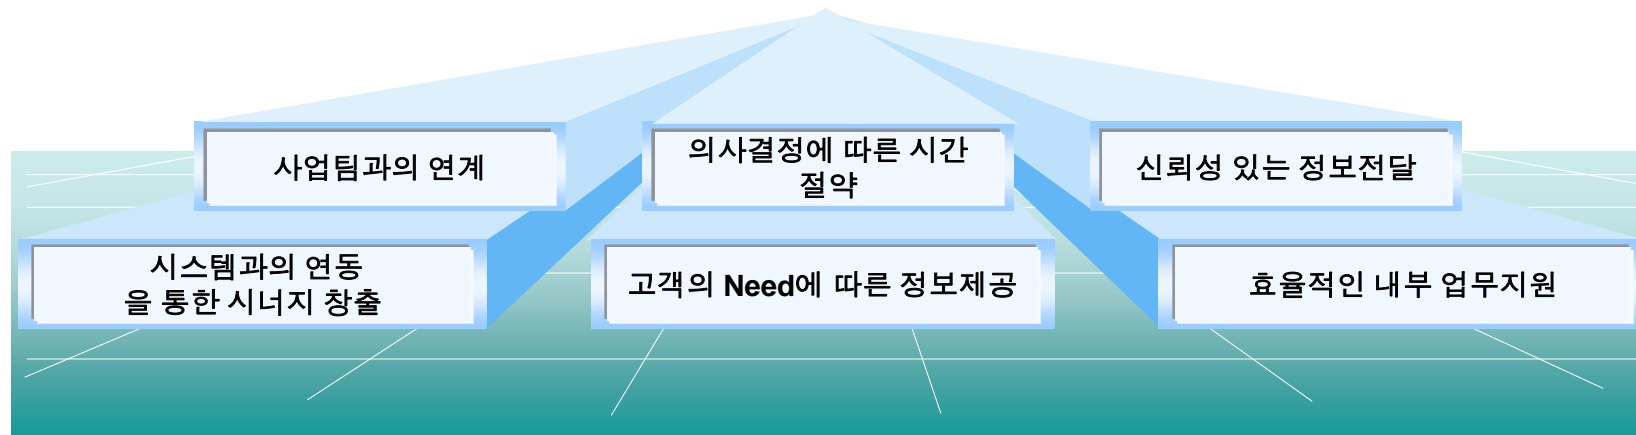 사업팀과의 연계
의사결정에 따른 시간
절약
신뢰성 있는 정보전달
시스템과의 연동
을 통한 시너지 창출
고객의 Need에 따른 정보제공
효율적인 내부 업무지원